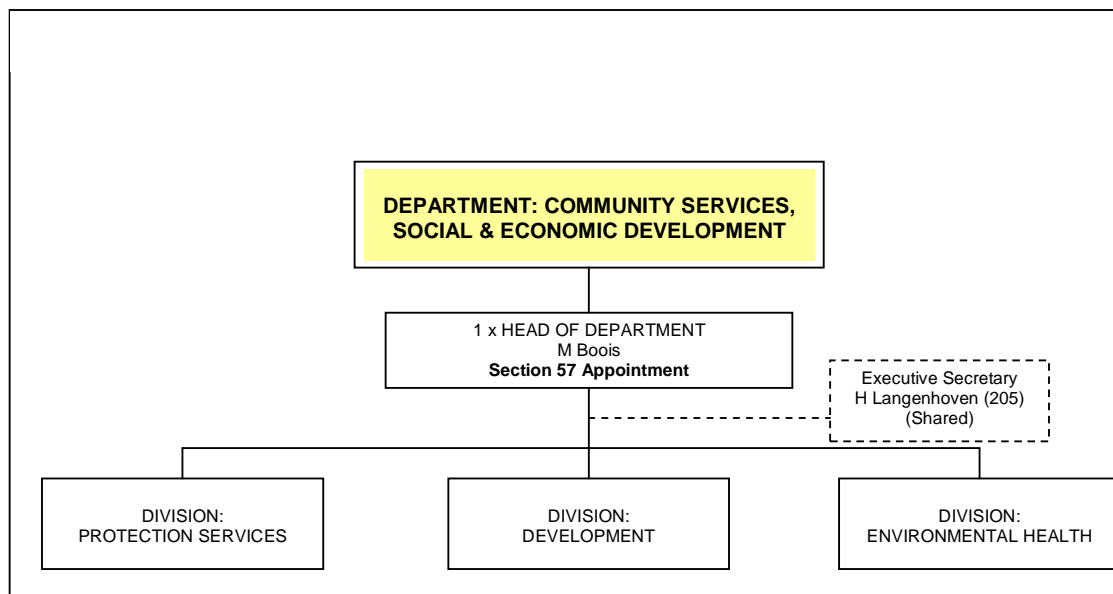 DEPARTMENT: COMMUNITY SERVICES,
SOCIAL & ECONOMIC DEVELOPMENT
1 x HEAD OF DEPARTMENT
M Boois
Section 57 Appointment
Executive Secretary
H Langenhoven (205)
(Shared)
DIVISION:
PROTECTION SERVICES
DIVISION:
DEVELOPMENT
DIVISION:
ENVIRONMENTAL HEALTH